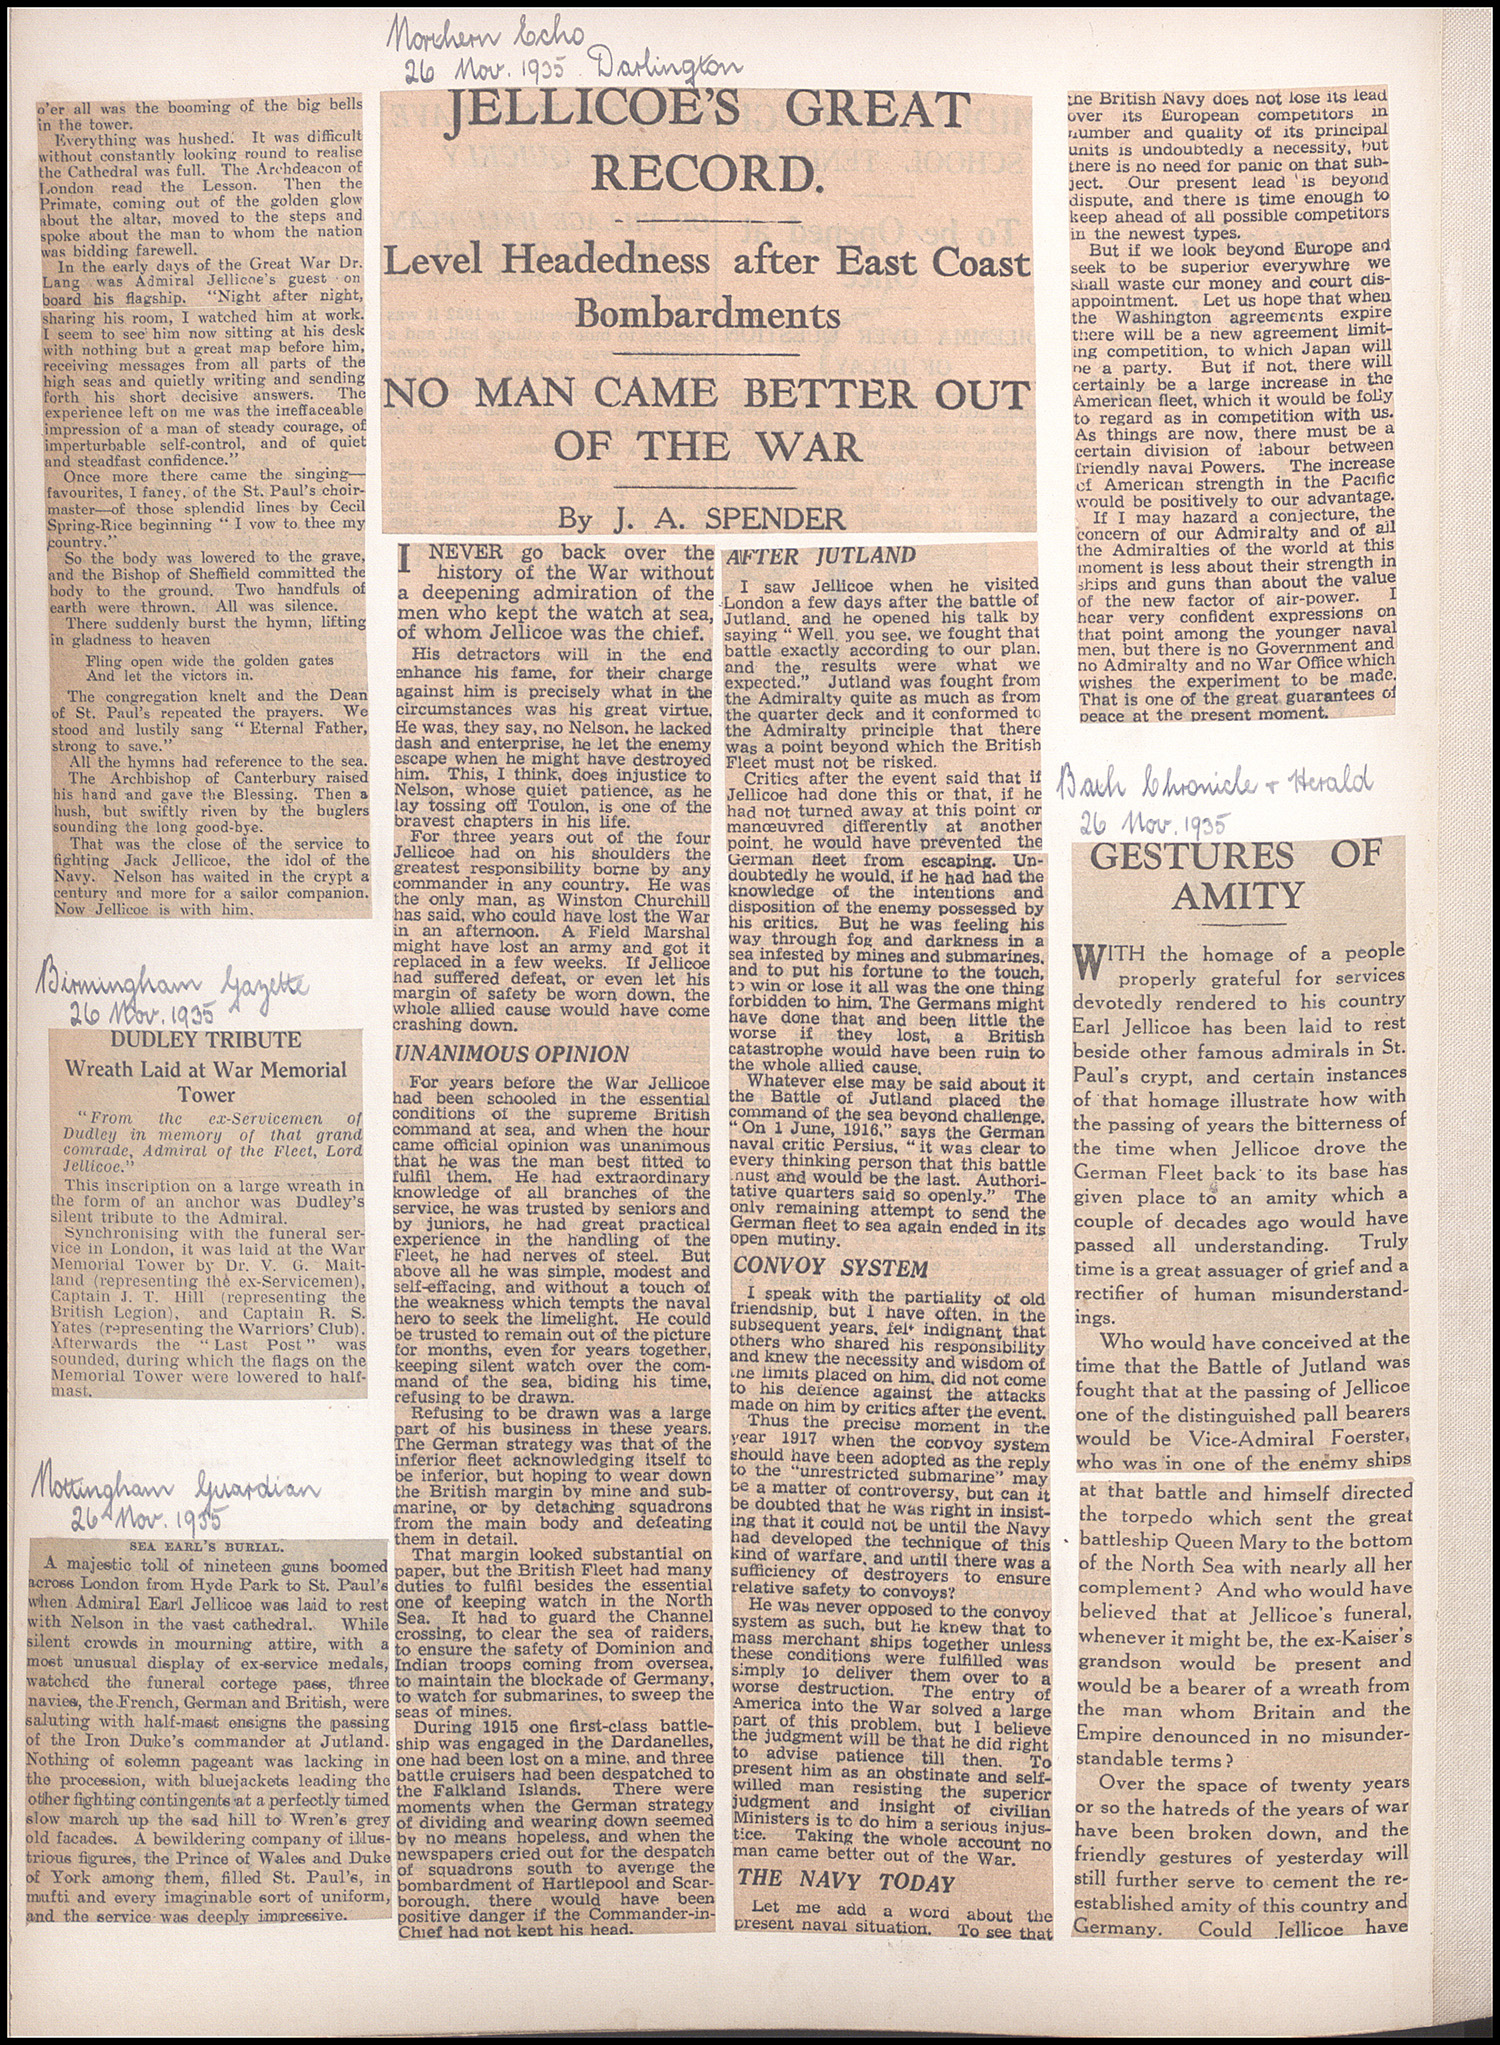 o'er all was the booming of the big bells
in the tower.
Everything was hushed. It was difficult
without constantly looking round to realise
the Cathedral was full. The Archdeacon of
London read the Lesson. Then the
Primate, coming out of the golden glow
about the altar, moved to the steps and
spoke about the man to whom the nation
was bidding farewell.
In the early days of the Great War Dr.
Lang was Admiral Jellicoe's guest on
board his flagship. "Night after night,
sharing his room, I watched him at work.
I seem to see him now sitting at his desk
with nothing but a great map before him,
receiving messages from all parts of the
high seas and quietly writing and sending
forth his short decisive answers. The
experience left on me was the ineffaceable
impression of a man of steady courage, of
imperturbable self-control, and of quiet
and steadfast confidence."
Once more there came the singing—
favourites, I fancy, of the St. Paul's choir-
master—of those splendid lines by Cecil
Spring-Rice beginning "I vow to thee my
country."
So the body was lowered to the grave,
and the Bishop of Sheffield committed the
body to the ground. Two handfuls of
earth were thrown. All was silence.
There suddenly burst the hymn, lifting
in gladness to heaven
Fling open wide the golden gates
And let the victors in.
The congregation knelt and the Dean
of St. Paul's repeated the prayers. We
stood and lustily sang "Eternal Father,
strong to save."
All the hymns had reference to the sea.
The Archbishop of Canterbury raised
his hand and gave the Blessing. Then a
hush, but swiftly riven by the buglers
sounding the long good-bye.
That was the close of the service to
fighting Jack Jellicoe, the idol of the
Navy. Nelson has waited in the crypt a
century and more for a sailor companion.
Now Jellicoe is with him.
Birmingham Gazette
26 Nov. 1935
DUDLEY TRIBUTE
Wreath Laid at War Memorial
Tower
"From the ex-Servicemen of
Dudley in memory of that grand
comrade, Admiral of the Fleet, Lord
Jellicoe."
This inscription on a large wreath in
the form of an anchor was Dudley's
silent tribute to the Admiral.
Synchronising with the funeral ser-
vice in London, it was laid at the War
Memorial Tower by Dr. V. G. Mait-
land (representing the ex-Servicemen),
Captain J. T. Hill (representing the
British Legion), and Captain R. S.
Yates (representing the Warriors' Club).
Afterwards the "Last Post" was
sounded, during which the flags on the
Memorial Tower were lowered to half-
mast.
Nottingham Guardian
26 Nov. 1935
SEA EARL'S BURIAL.
A majestic toll of nineteen guns boomed
across London from Hyde Park to St. Paul's
when Admiral Earl Jellicoe was laid to rest
with Nelson in the vast cathedral. While
silent crowds in mourning attire, with a
most unusual display of ex-service medals,
watched the funeral cortege pass, three
navies, the French, German and British, were
saluting with half-mast ensigns the passing
of the Iron Duke's commander at Jutland.
Nothing of solemn pageant was lacking in
the procession, with bluejackets leading the
other fighting contingents at a perfectly timed
slow march up the sad hill to Wren's grey
old facades. A bewildering company of illus-
trious figures, the Prince of Wales and Duke
of York among them, filled St. Paul's, in
mufti and every imaginable sort of uniform,
and the service was deeply impressive.
Northern Echo
26 Nov. 1935. Darlington
JELLICOE'S GREAT
RECORD.
Level Headedness after East Coast
Bombardments
NO MAN CAME BETTER OUT
OF THE WAR
By J. A. SPENDER
I NEVER go back over the
history of the War without
a deepening admiration of the
men who kept the watch at sea,
of whom Jellicoe was the chief.
His detractors will in the end
enhance his fame, for their charge
against him is precisely what in the
circumstances was his great virtue.
He was, they say, no Nelson, he lacked
dash and enterprise, he let the enemy
escape when he might have destroyed
him. This, I think, does injustice to
Nelson, whose quiet patience, as he
lay tossing off Toulon, is one of the
bravest chapters in his life.
For three years out of the four
Jellicoe had on his shoulders the
greatest responsibility borne by any
commander in any country. He was
the only man, as Winston Churchill
has said, who could have lost the War
in an afternoon. A Field Marshal
might have lost an army and got it
replaced in a few weeks. If Jellicoe
had suffered defeat, or even let his
margin of safety be worn down, the
whole allied cause would have come
crashing down.
UNANIMOUS OPINION
For years before the War Jellicoe
had been schooled in the essential
conditions of the supreme British
command at sea, and when the hour
came official opinion was unanimous
that he was the man best fitted to
fulfil them. He had extraordinary
knowledge of all branches of the
service, he was trusted by seniors and
by juniors, he had great practical
experience in the handling of the
Fleet, he had nerves of steel. But
above all he was simple, modest and
self-effacing, and without a touch of
the weakness which tempts the naval
hero to seek the limelight. He could
be trusted to remain out of the picture
for months, even for years together,
keeping silent watch over the com-
mand of the sea, biding his time,
refusing to be drawn.
Refusing to be drawn was a large
part of his business in these years.
The German strategy was that of the
inferior fleet acknowledging itself to
be inferior, but hoping to wear down
the British margin by mine and sub-
marine, or by detaching squadrons
from the main body and defeating
them in detail.
That margin looked substantial on
paper, but the British Fleet had many
duties to fulfil besides the essential
one of keeping watch in the North
Sea. It had to guard the Channel
crossing, to clear the sea of raiders,
to ensure the safety of Dominion and
Indian troops coming from oversea,
to maintain the blockade of Germany,
to watch for submarines, to sweep the
seas of mines.
During 1915 one first-class battle-
ship was engaged in the Dardanelles,
one had been lost on a mine, and three
battle cruisers had been despatched to
the Falkland Islands. There were
moments when the German strategy
of dividing and wearing down seemed
by no means hopeless, and when the
newspapers cried out for the despatch
of squadrons south to avenge the
bombardment of Hartlepool and Scar-
borough, there would have been
positive danger if the Commander-in-
Chief had not kept his head.
AFTER JUTLAND
I saw Jellicoe when he visited
London a few days after the battle of
Jutland, and he opened his talk by
saying "Well, you see, we fought that
battle exactly according to our plan,
and the results were what we
expected." Jutland was fought from
the Admiralty quite as much as from
the quarter deck and it conformed to
the Admiralty principle that there
was a point beyond which the British
Fleet must not be risked.
Critics after the event said that if
Jellicoe had done this or that, if he
had not turned away at this point or
manœuvred differently at another
point, he would have prevented the
German fleet from escaping. Un-
doubtedly he would, if he had had the
knowledge of the intentions and
disposition of the enemy possessed by
his critics. But he was feeling his
way through fog and darkness in a
sea infested by mines and submarines,
and to put his fortune to the touch,
to win or lose it all was the one thing
forbidden to him. The Germans might
have done that and been little the
worse if they lost, a British
catastrophe would have been ruin to
the whole allied cause.
Whatever else may be said about it
the Battle of Jutland placed the
command of the sea beyond challenge.
"On 1 June, 1916," says the German
naval critic Persius, "it was clear to
every thinking person that this battle
must and would be the last. Authori-
tative quarters said so openly." The
only remaining attempt to send the
German fleet to sea again ended in its
open mutiny.
CONVOY SYSTEM
I speak with the partiality of old
friendship, but I have often, in the
subsequent years, felt indignant that
others who shared his responsibility
and knew the necessity and wisdom of
the limits placed on him, did not come
to his defence against the attacks
made on him by critics after the event.
Thus the precise moment in the
year 1917 when the convoy system
should have been adopted as the reply
to the "unrestricted submarine" may
be a matter of controversy, but can it
be doubted that he was right in insist-
ing that it could not be until the Navy
had developed the technique of this
kind of warfare, and until there was a
sufficiency of destroyers to ensure
relative safety to convoys?
He was never opposed to the convoy
system as such, but he knew that to
mass merchant ships together unless
these conditions were fulfilled was
simply to deliver them over to a
worse destruction. The entry of
America into the War solved a large
part of this problem, but I believe
the judgment will be that he did right
to advise patience till then. To
present him as an obstinate and self-
willed man resisting the superior
judgment and insight of civilian
Ministers is to do him a serious injus-
tice. Taking the whole account no
man came better out of the War.
THE NAVY TODAY
Let me add a word about the
present naval situation. To see that
the British Navy does not lose its lead
over its European competitors in
number and quality of its principal
units is undoubtedly a necessity, but
there is no need for panic on that sub-
ject. Our present lead is beyond
dispute, and there is time enough to
keep ahead of all possible competitors
in the newest types.
But if we look beyond Europe and
seek to be superior everywhre we
shall waste our money and court dis-
appointment. Let us hope that when
the Washington agreements expire
there will be a new agreement limit-
ing competition, to which Japan will
be a party. But if not, there will
certainly be a large increase in the
American fleet, which it would be folly
to regard as in competition with us.
As things are now, there must be a
certain division of labour between
friendly naval Powers. The increase
of American strength in the Pacific
would be positively to our advantage.
If I may hazard a conjecture, the
concern of our Admiralty and of all
the Admiralties of the world at this
moment is less about their strength in
ships and guns than about the value
of the new factor of air-power. I
hear very confident expressions on
that point among the younger naval
men, but there is no Government and
no Admiralty and no War Office which
wishes the experiment to be made.
That is one of the great guarantees of
peace at the present moment.
Bath Chronicle & Herald
26 Nov. 1935
GESTURES OF
AMITY
WITH the homage of a people
properly grateful for services
devotedly rendered to his country
Earl Jellicoe has been laid to rest
beside other famous admirals in St.
Paul's crypt, and certain instances
of that homage illustrate how with
the passing of years the bitterness of
the time when Jellicoe drove the
German Fleet back to its base has
given place to an amity which a
couple of decades ago would have
passed all understanding. Truly
time is a great assuager of grief and a
rectifier of human misunderstand-
ings.
Who would have conceived at the
time that the Battle of Jutland was
fought that at the passing of Jellicoe
one of the distinguished pall bearers
would be Vice-Admiral Foerster,
who was in one of the enemy ships
at that battle and himself directed
the torpedo which sent the great
battleship Queen Mary to the bottom
of the North Sea with nearly all her
complement? And who would have
believed that at Jellicoe's funeral,
whenever it might be, the ex-Kaiser's
grandson would be present and
would be a bearer of a wreath from
the man whom Britain and the
Empire denounced in no misunder-
standable terms?
Over the space of twenty years
or so the hatreds of the years of war
have been broken down, and the
friendly gestures of yesterday will
still further serve to cement the re-
established amity of this country and
Germany. Could Jellicoe have